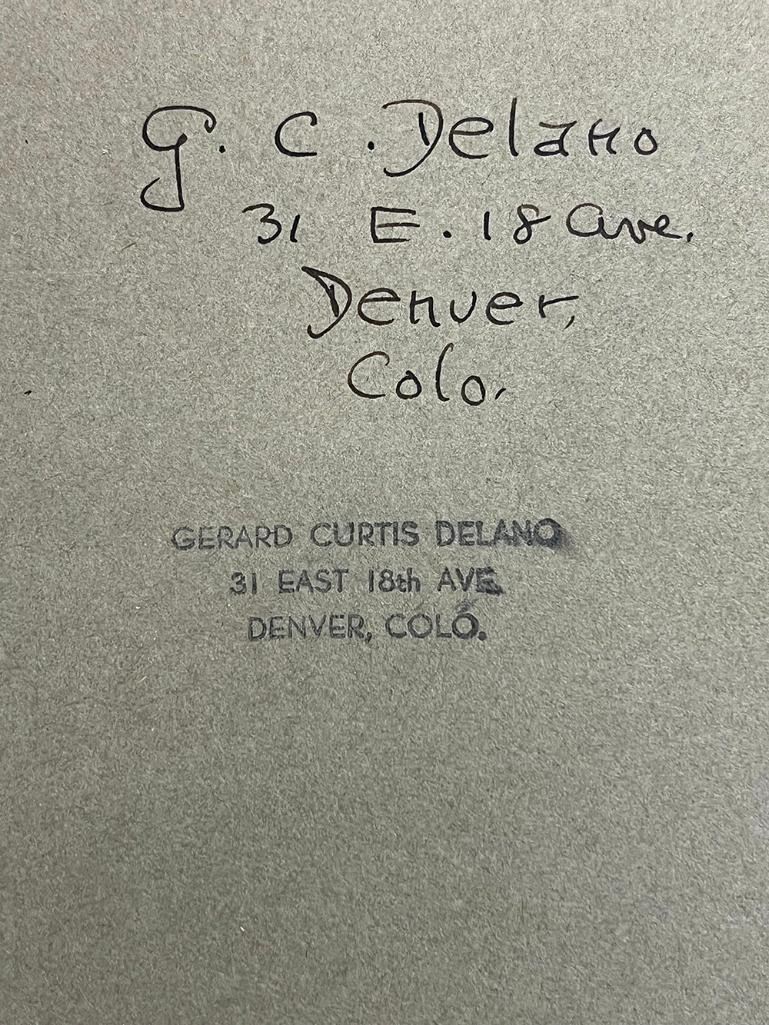 G. C. Delano
31 E. 18 Ave.
Denver,
Colo.
GERARD CURTIS DELANO
31 EAST 18th AVE.
DENVER, COLO.